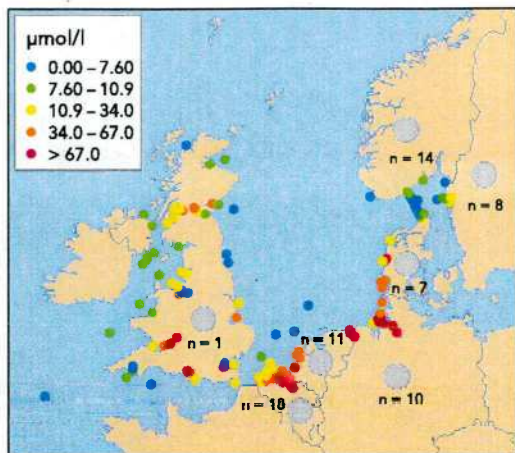 µmol/l
0.00 – 7.60
7.60 – 10.9
10.9 – 34.0
34.0 – 67.0
> 67.0
n = 14
n = 8
n = 7
n = 11
n = 1
n = 10
n = 18